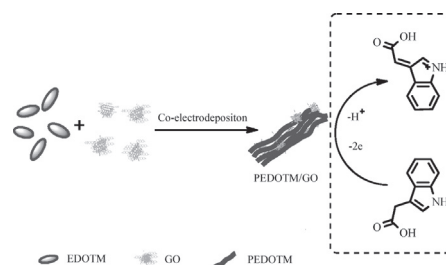 O
OH
NH
+
+
Co-electrodepositon
-H+
-2e
PEDOTM/GO
NH
O
OH
EDOTM
GO
PEDOTM